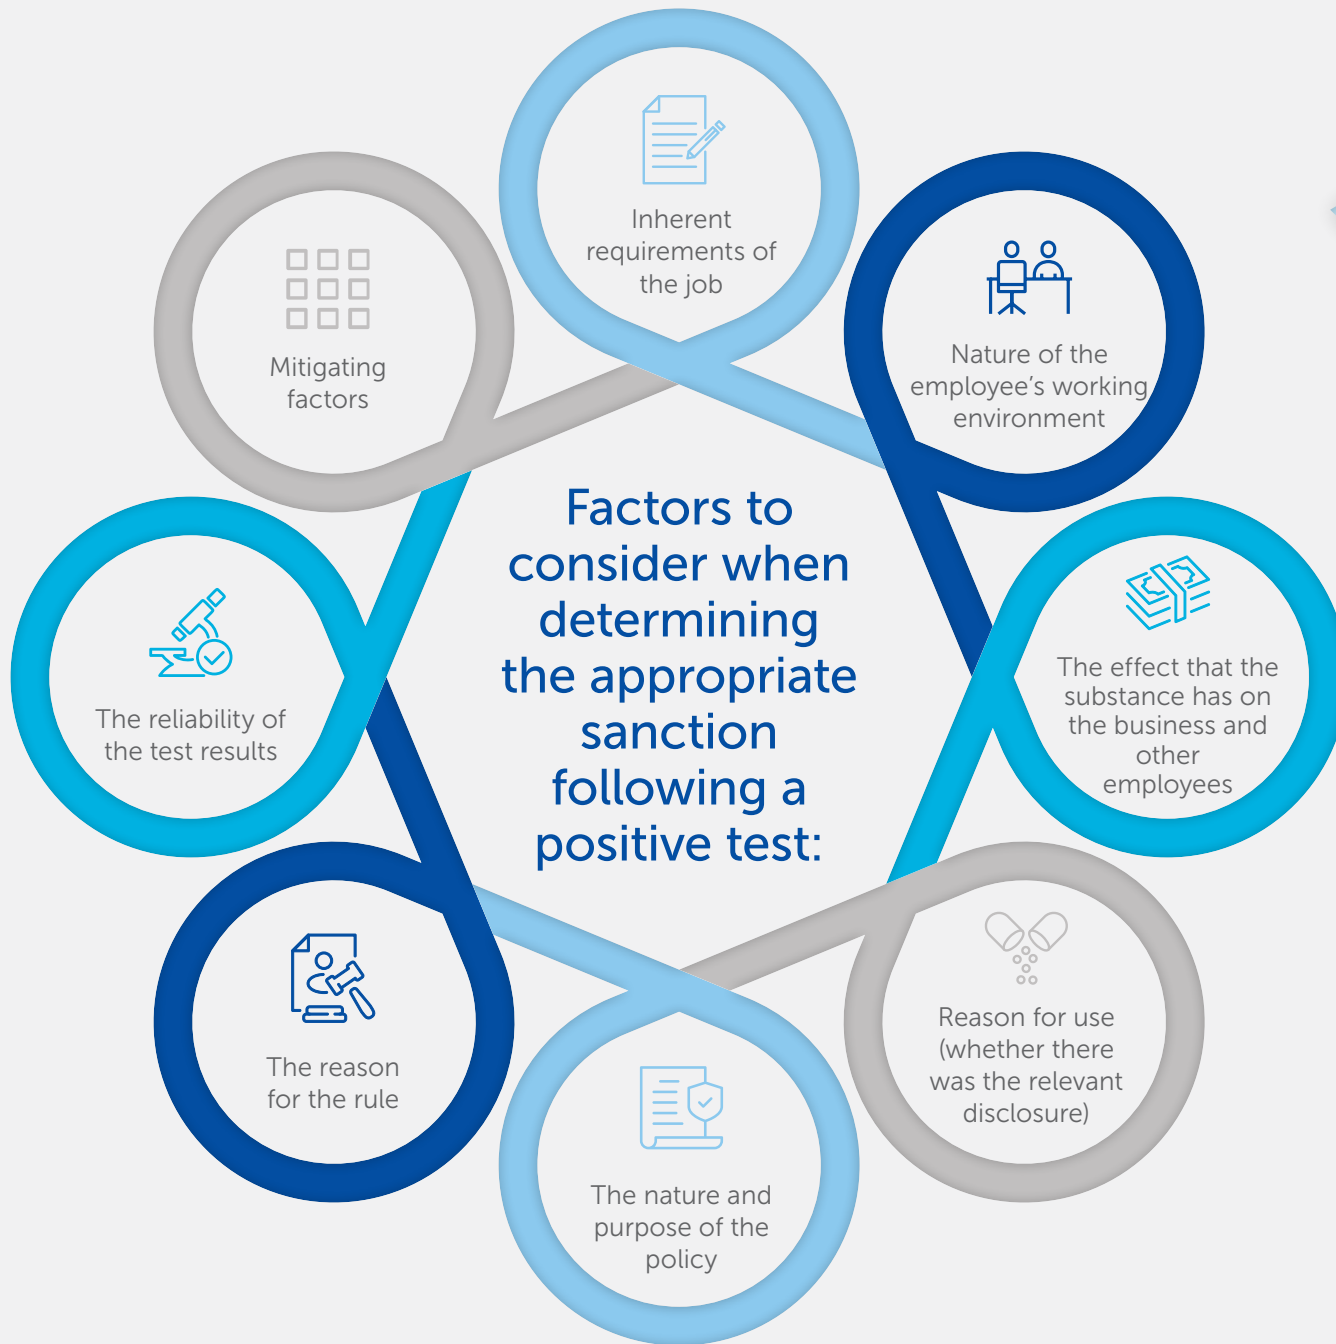 Factors to
consider when
determining
the appropriate
sanction
following a
positive test:
Inherent
requirements of
the job
Nature of the
employee’s working
environment
The effect that the
substance has on
the business and
other
employees
Reason for use
(whether there
was the relevant
disclosure)
The nature and
purpose of the
policy
The reason
for the rule
The reliability of
the test results
Mitigating
factors